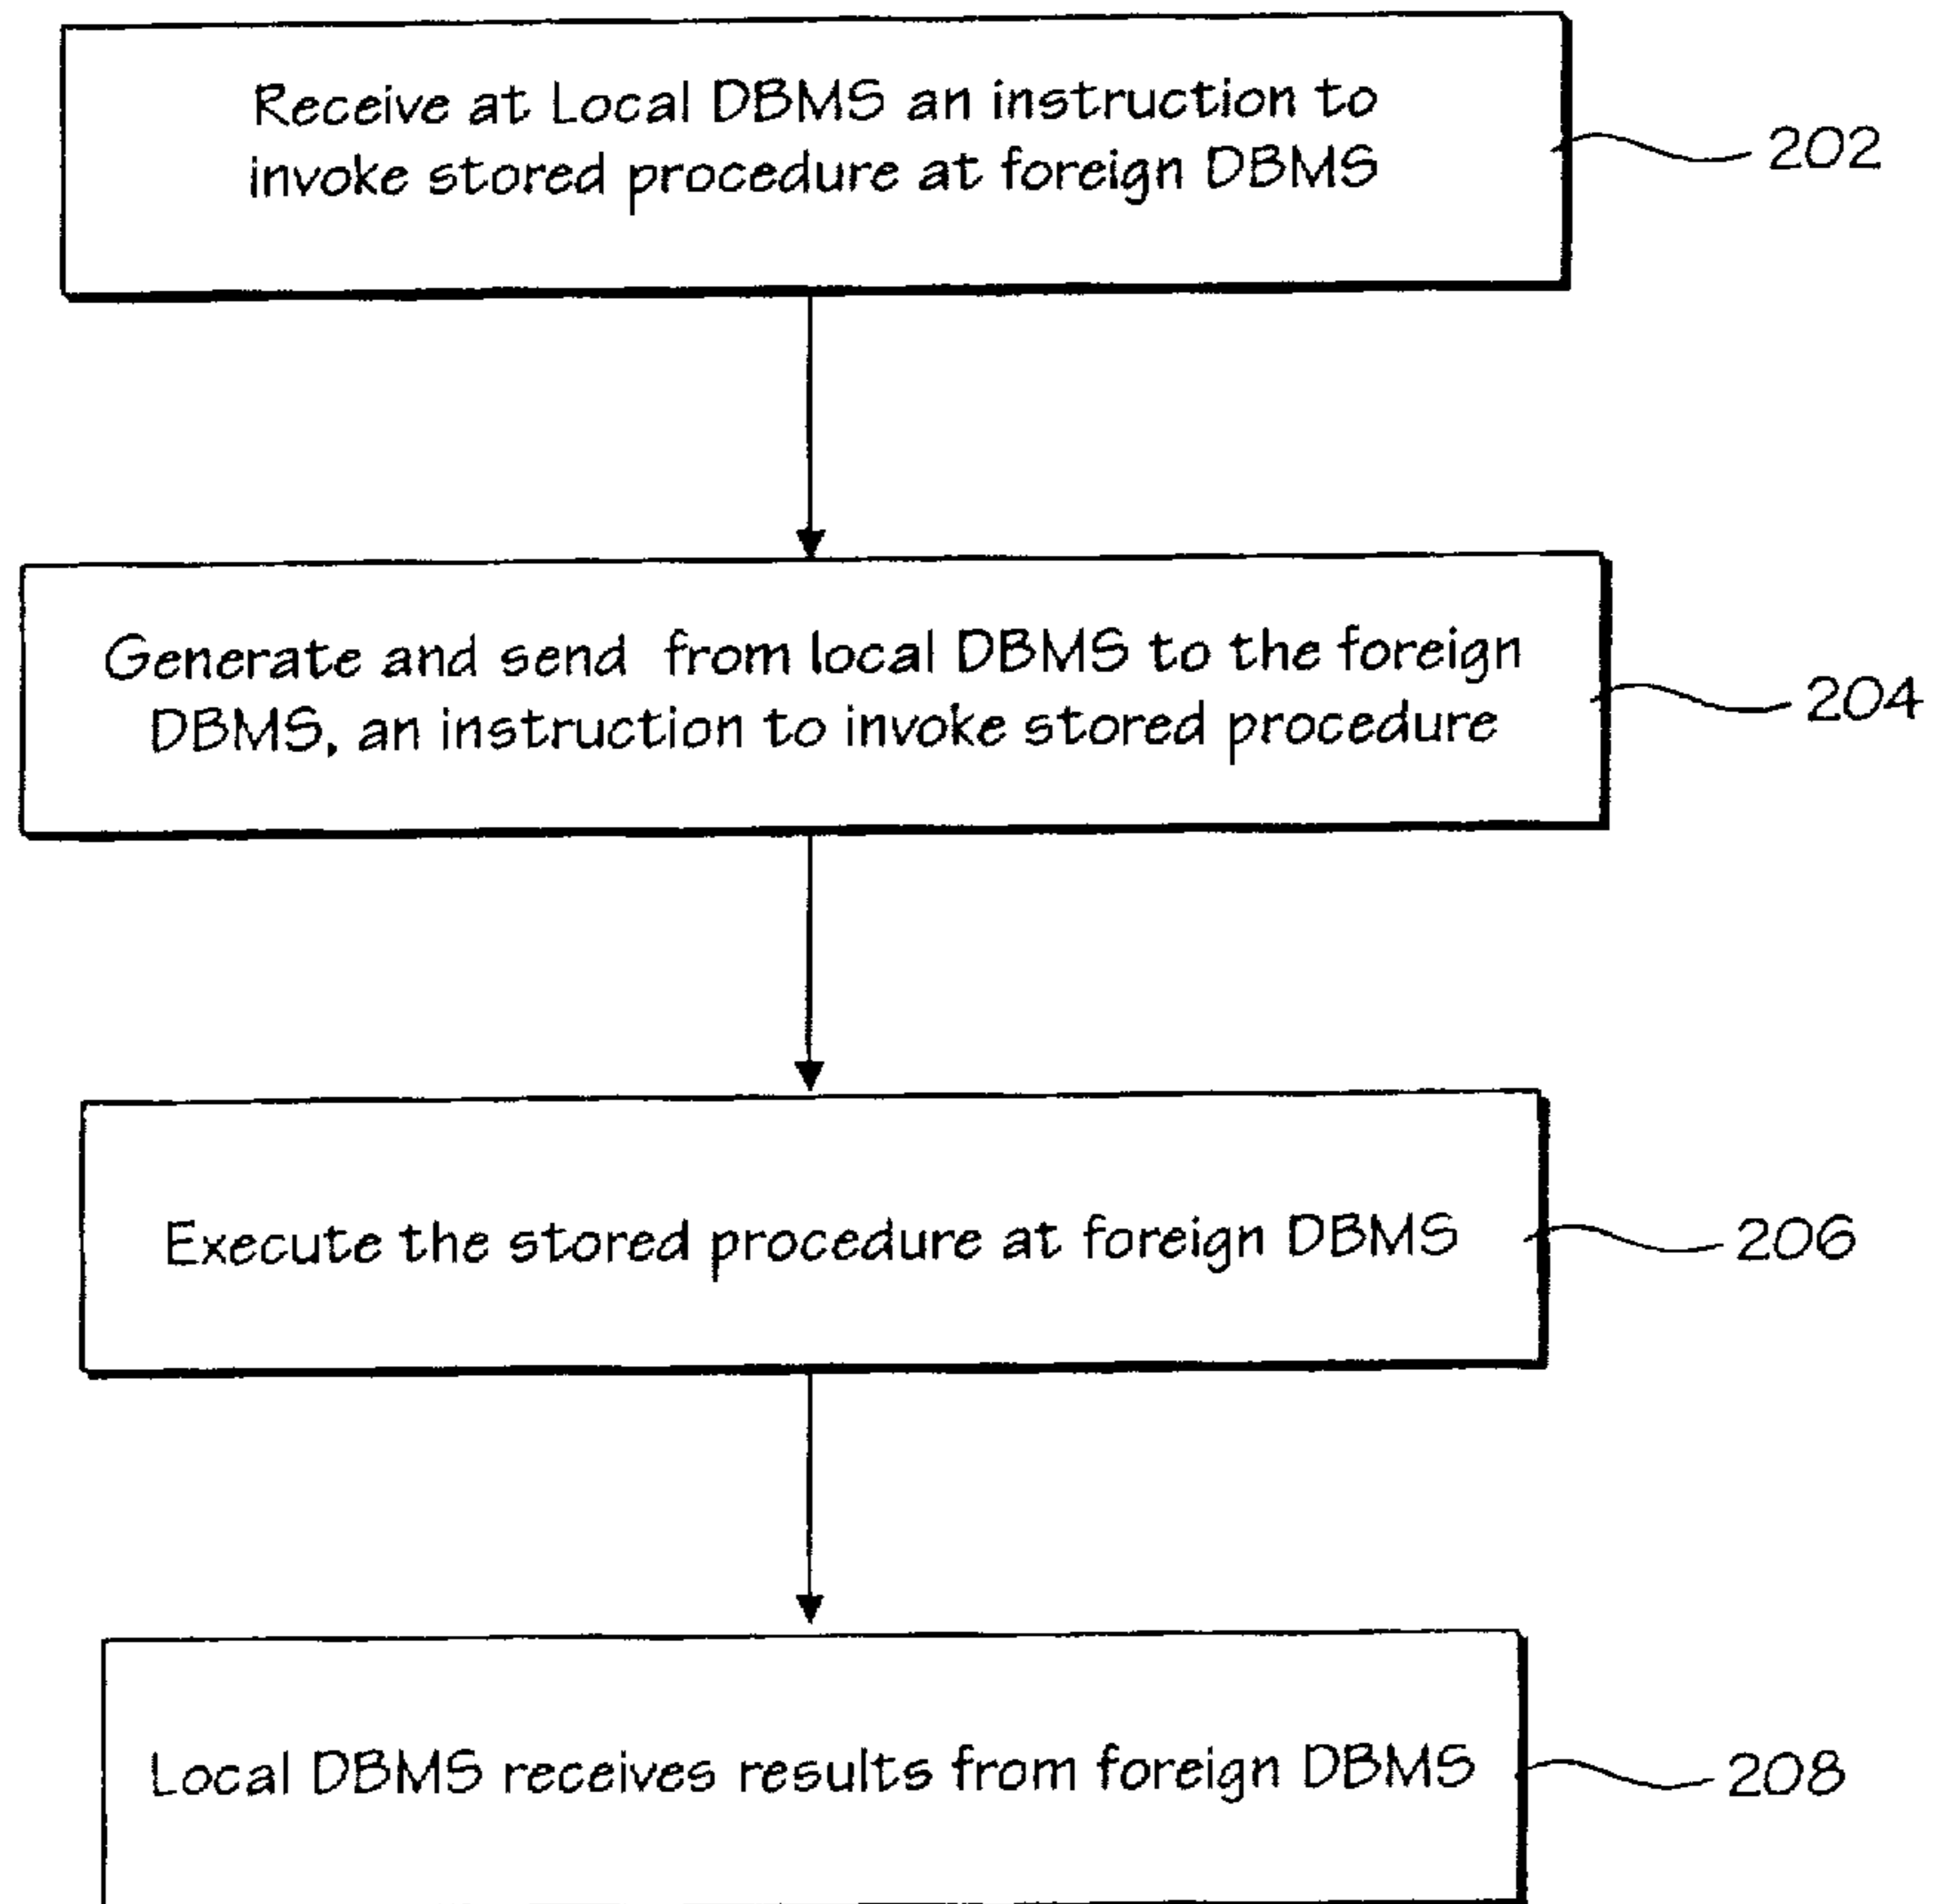 Receive at Local DBMS an instruction to
invoke stored procedure at foreign DBMS
202
Generate and send from local DBMS to the foreign
DBMS, an instruction to invoke stored procedure
204
Execute the stored procedure at foreign DBMS
206
Local DBMS receives results from foreign DBMS
208